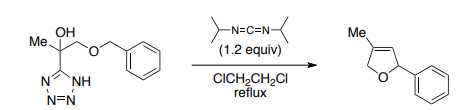 OH
Me
O
N NH
N=N
N=C=N
(1.2 equiv)
ClCH2CH2Cl
reflux
Me
O